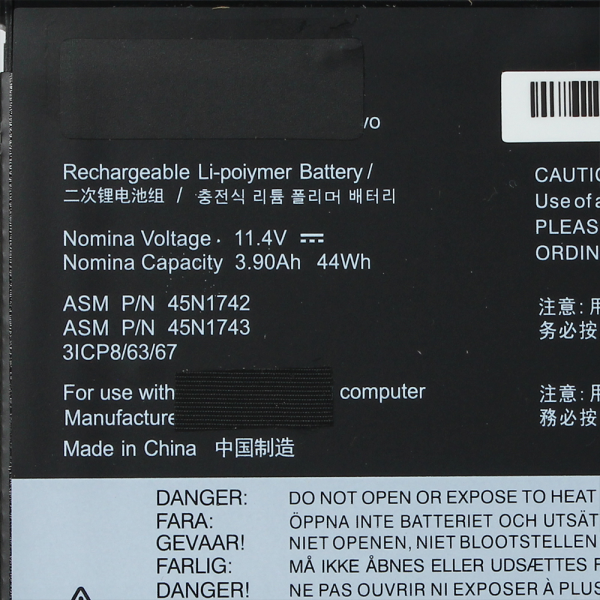 /o
Rechargeable Li-poiymer Battery /
二次锂电池组 / 충전식 리튬 폴리머 배터리
Nomina Voltage · 11.4V
Nomina Capacity 3.90Ah 44Wh
ASM P/N 45N1742
ASM P/N 45N1743
3ICP8/63/67
For use with computer
Manufacture
Made in China 中国制造
CAUTIO
Use of a
PLEAS
ORDIN
注意: 用
务必按
注意: 用
務必按
DANGER: DO NOT OPEN OR EXPOSE TO HEAT
FARA: ÖPPNA INTE BATTERIET OCH UTSÄT
GEVAAR! NIET OPENEN, NIET BLOOTSTELLEN
FARLIG: MÅ IKKE ÅBNES ELLER UDSÆTTES F
DANGER! NE PAS OUVRIR NI EXPOSER À PLUS